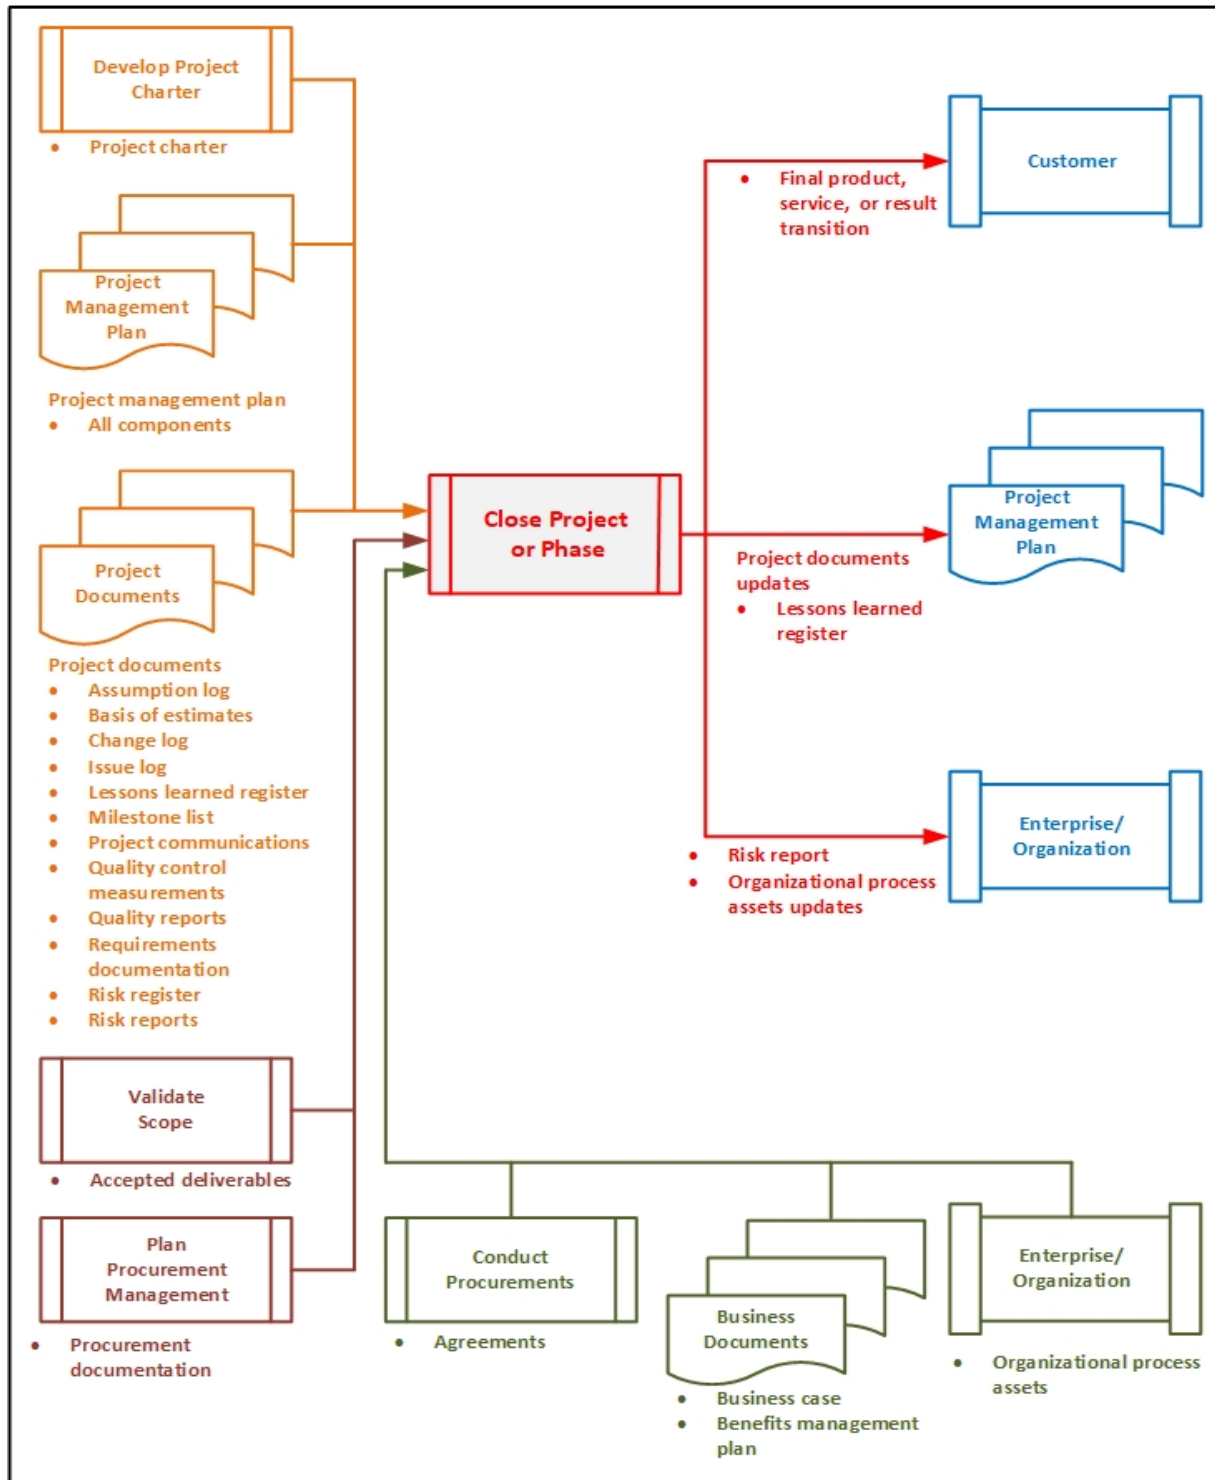 Develop Project
Charter
• Project charter
Project
Management
Plan
Project management plan
• All components
Project
Documents
Project documents
• Assumption log
• Basis of estimates
• Change log
• Issue log
• Lessons learned register
• Milestone list
• Project communications
• Quality control
measurements
• Quality reports
• Requirements
documentation
• Risk register
• Risk reports
Validate
Scope
• Accepted deliverables
Plan
Procurement
Management
• Procurement
documentation
Close Project
or Phase
Customer
• Final product,
service, or result
transition
Project
Management
Plan
Project documents
updates
• Lessons learned
register
Enterprise/
Organization
• Risk report
• Organizational process
assets updates
Conduct
Procurements
• Agreements
Business
Documents
• Business case
• Benefits management
plan
Enterprise/
Organization
• Organizational process
assets